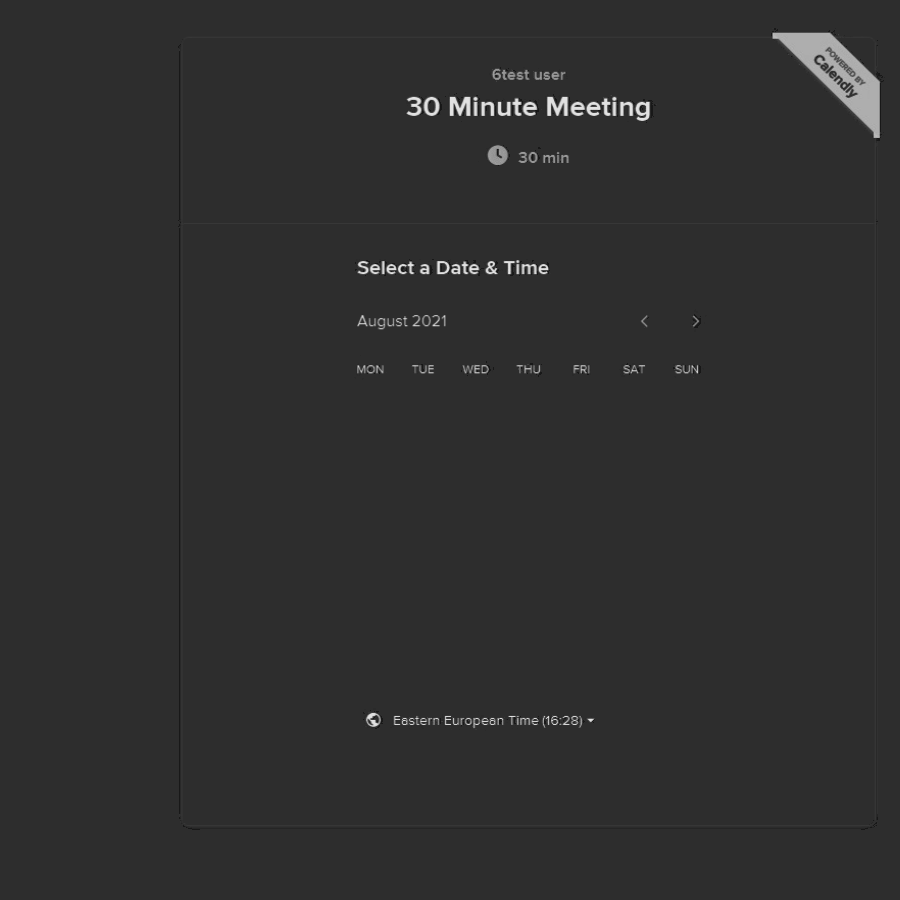 POWERED BY
Calendly
6test user
30 Minute Meeting
30 min
Select a Date & Time
August 2021
MON TUE WED THU FRI SAT SUN
Eastern European Time (16:28)